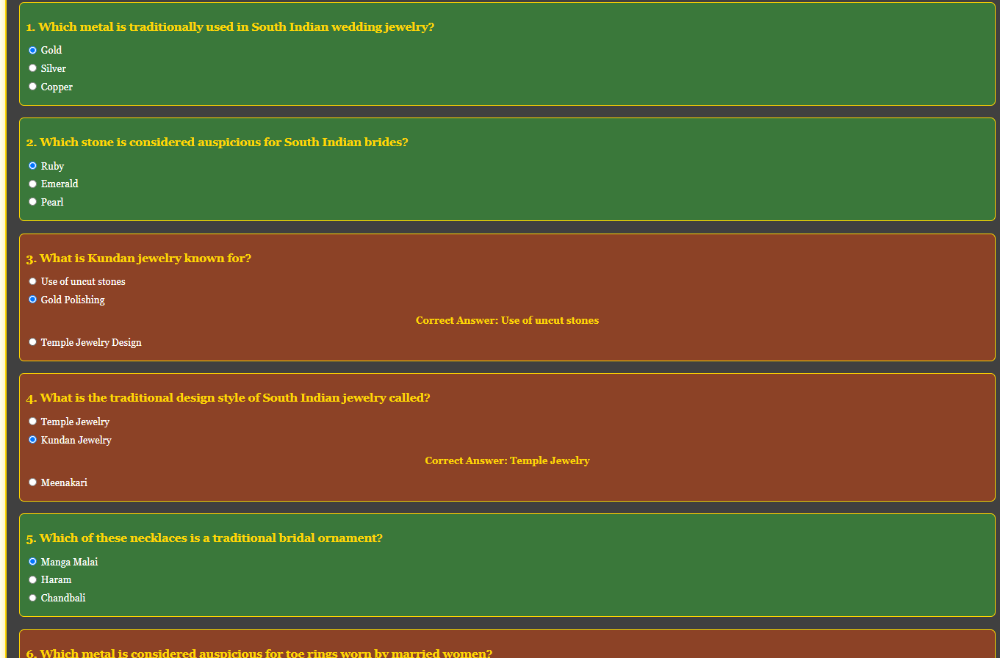 1. Which metal is traditionally used in South Indian wedding jewelry?
Gold
Silver
Copper
2. Which stone is considered auspicious for South Indian brides?
Ruby
Emerald
Pearl
3. What is Kundan jewelry known for?
Use of uncut stones
Gold Polishing
Correct Answer: Use of uncut stones
Temple Jewelry Design
4. What is the traditional design style of South Indian jewelry called?
Temple Jewelry
Kundan Jewelry
Correct Answer: Temple Jewelry
Meenakari
5. Which of these necklaces is a traditional bridal ornament?
Manga Malai
Haram
Chandbali
6. Which metal is considered auspicious for toe rings worn by married women?